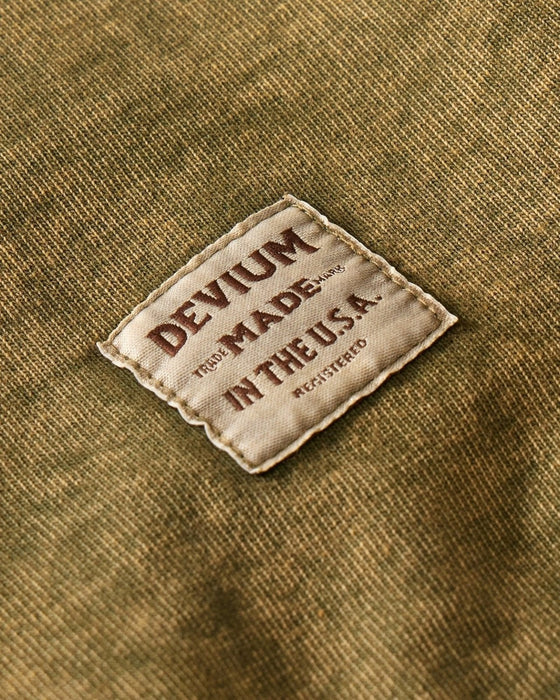 DEVIUM
TRADE MADE MARK
IN THE U.S.A.
REGISTERED